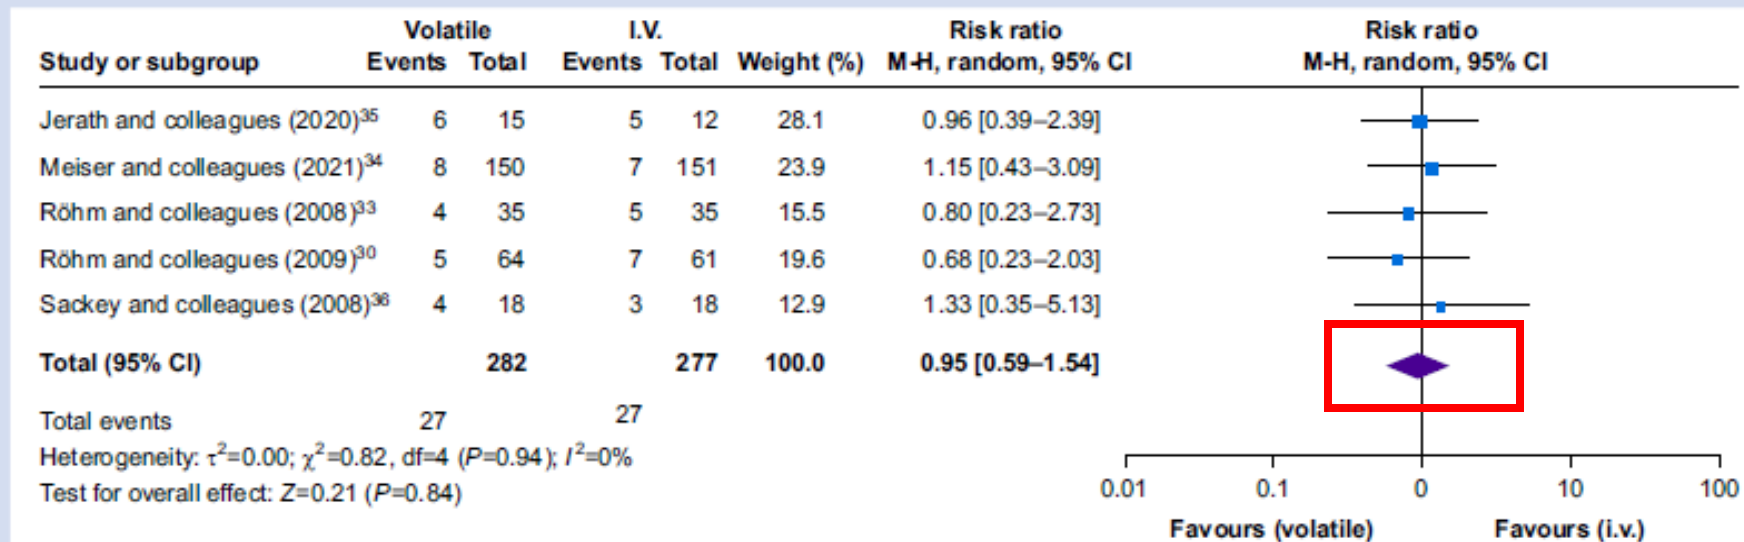 Volatile I.V. Risk ratio Risk ratio
Study or subgroup Events Total Events Total Weight (%) M-H, random, 95% CI M-H, random, 95% CI
Jerath and colleagues (2020)³⁵ 6 15 5 12 28.1 0.96 [0.39–2.39]
Meiser and colleagues (2021)³⁴ 8 150 7 151 23.9 1.15 [0.43–3.09]
Röhm and colleagues (2008)³³ 4 35 5 35 15.5 0.80 [0.23–2.73]
Röhm and colleagues (2009)³⁰ 5 64 7 61 19.6 0.68 [0.23–2.03]
Sackey and colleagues (2008)³⁶ 4 18 3 18 12.9 1.33 [0.35–5.13]
Total (95% CI) 282 277 100.0 0.95 [0.59–1.54]
Total events 27 27
Heterogeneity: τ²=0.00; χ²=0.82, df=4 (P=0.94); I²=0%
Test for overall effect: Z=0.21 (P=0.84)
0.01 0.1 0 10 100
Favours (volatile) Favours (i.v.)